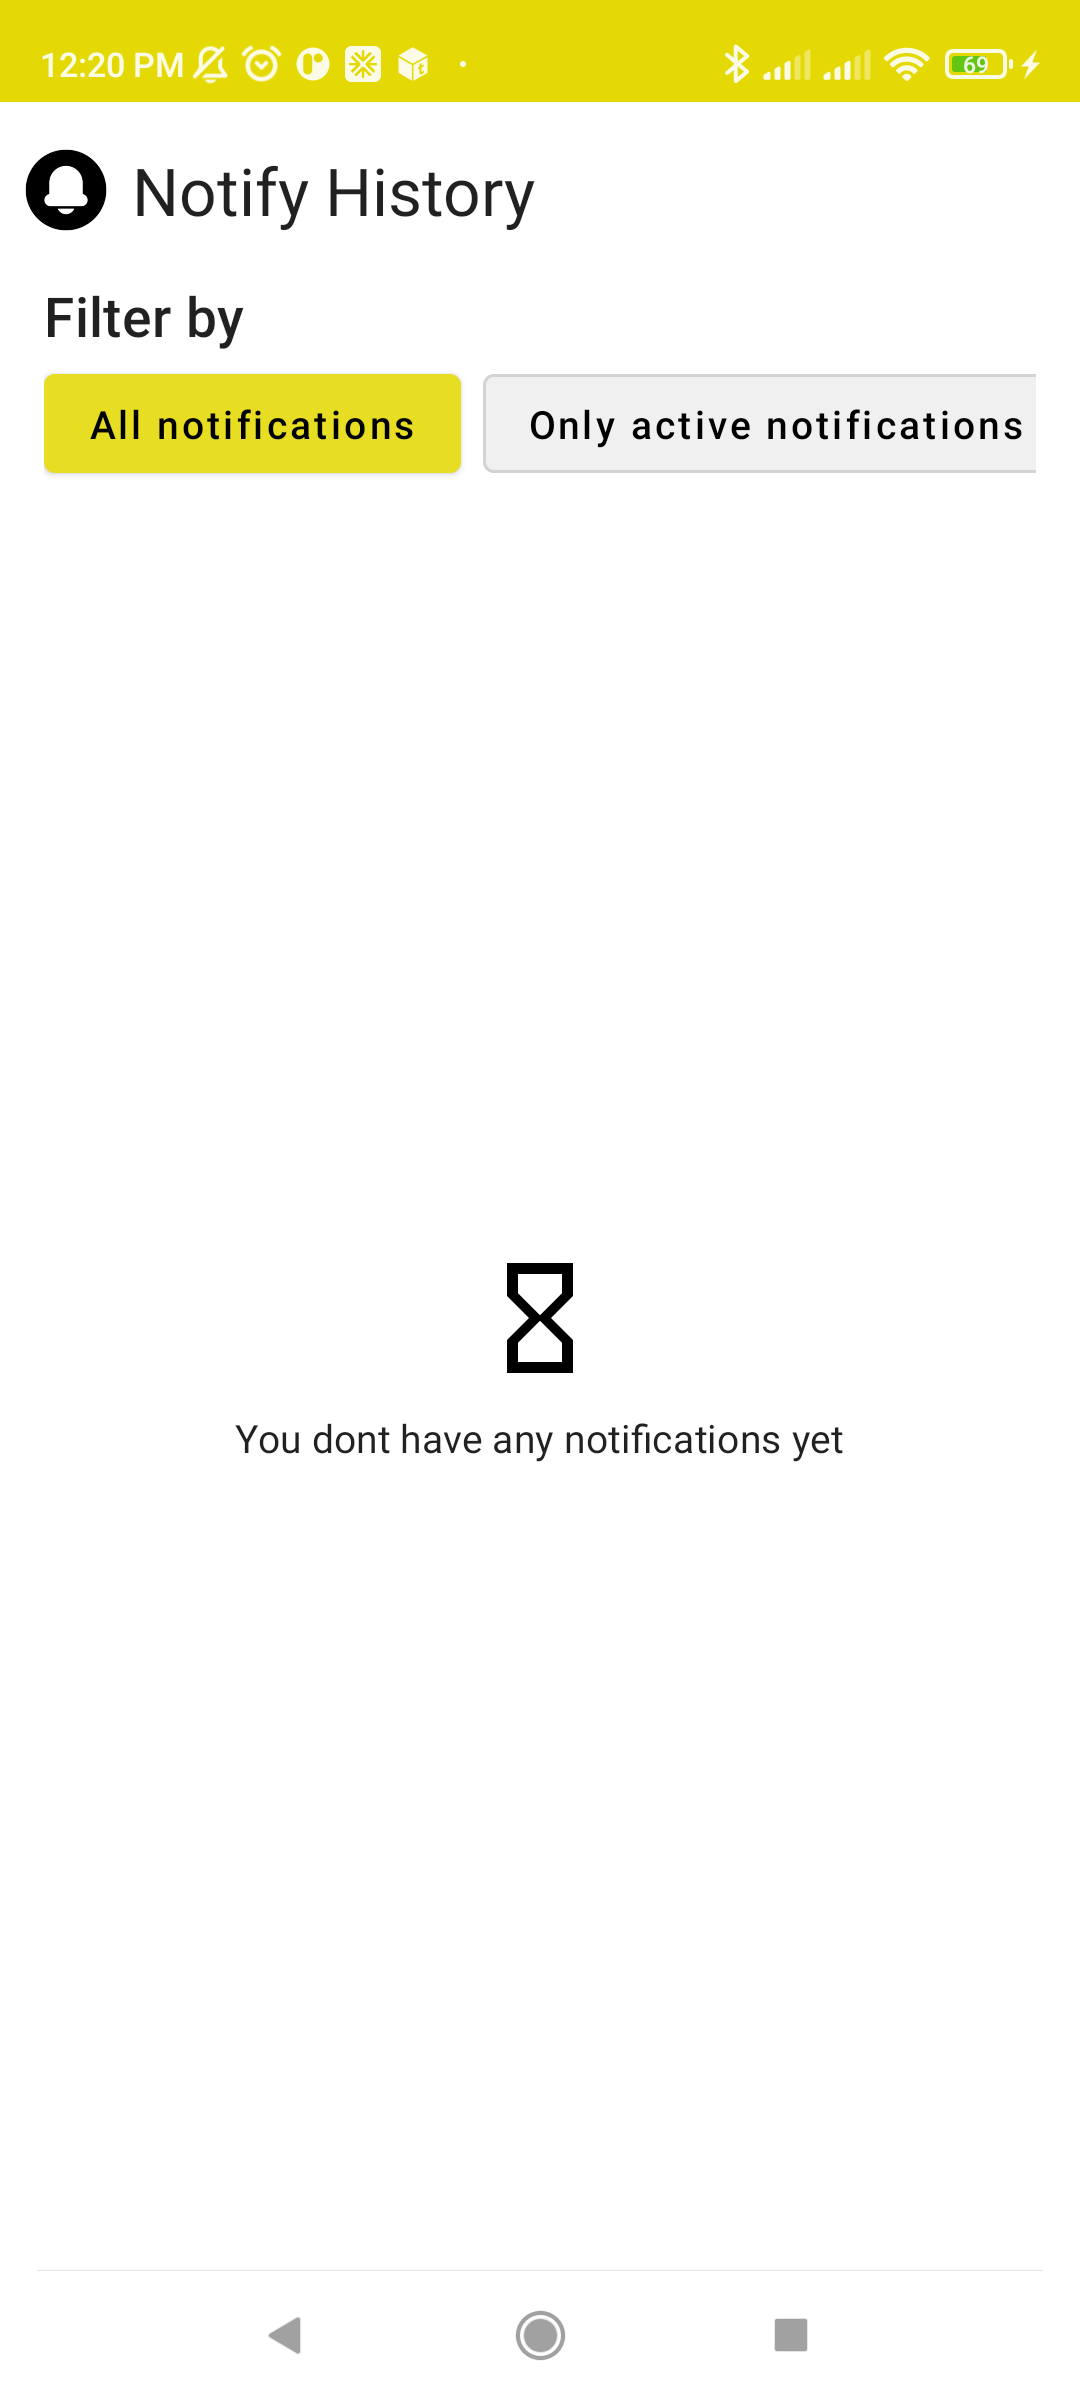 12:20 PM
69
Notify History
Filter by
All notifications
Only active notifications
You dont have any notifications yet